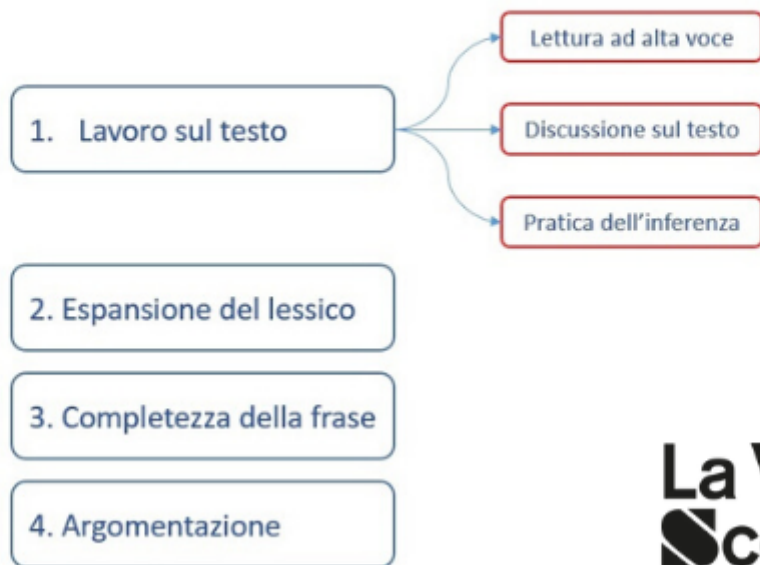 1. Lavoro sul testo
Lettura ad alta voce
Discussione sul testo
Pratica dell'inferenza
2. Espansione del lessico
3. Completezza della frase
4. Argomentazione
La